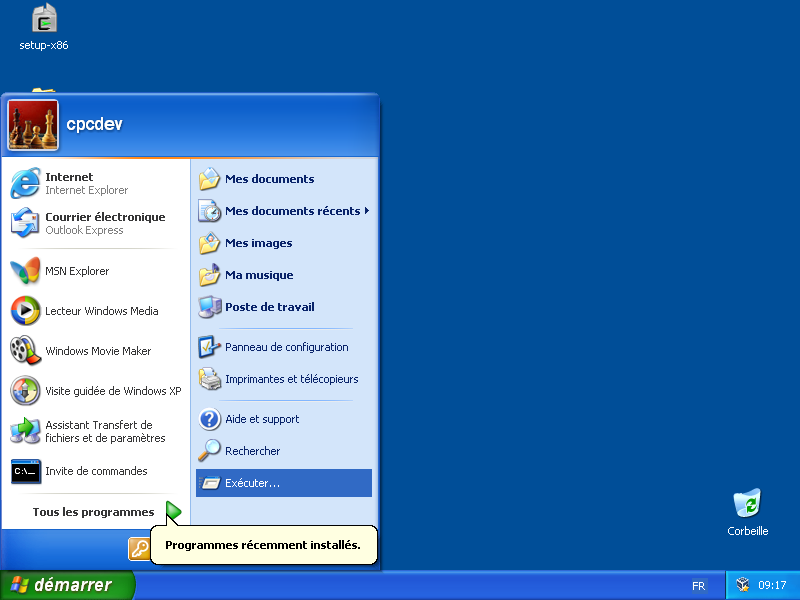 setup-x86
cpcdev
Internet
Internet Explorer
Courrier électronique
Outlook Express
MSN Explorer
Lecteur Windows Media
Windows Movie Maker
Visite guidée de Windows XP
Assistant Transfert de
fichiers et de paramètres
C:\_
Invite de commandes
Tous les programmes
Mes documents
Mes documents récents
Mes images
Ma musique
Poste de travail
Panneau de configuration
Imprimantes et télécopieurs
Aide et support
Rechercher
Exécuter...
Programmes récemment installés.
Corbeille
démarrer
FR
09:17